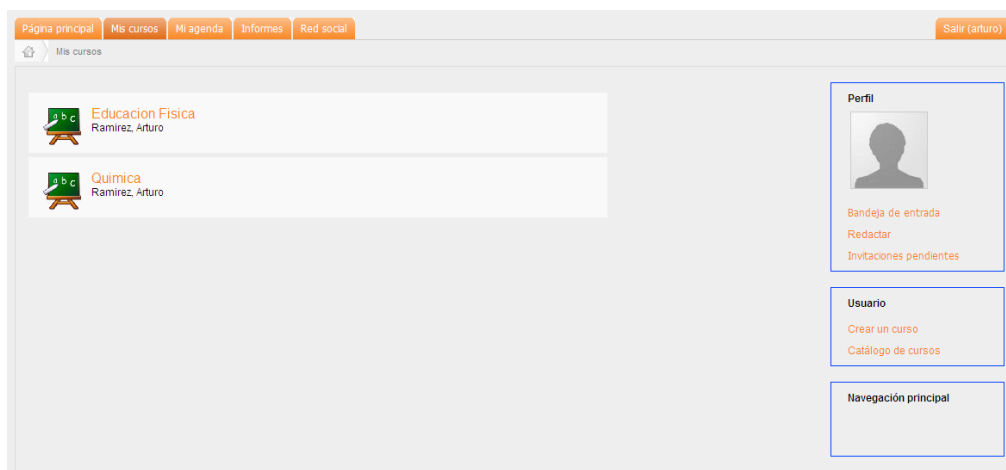 Página principal Mis cursos Mi agenda Informes Red social Salir (arturo)
Mis cursos
Educacion Fisica
Ramirez, Arturo
Quimica
Ramirez, Arturo
Perfil
Bandeja de entrada
Redactar
Invitaciones pendientes
Usuario
Crear un curso
Catálogo de cursos
Navegación principal
a b c
a b c